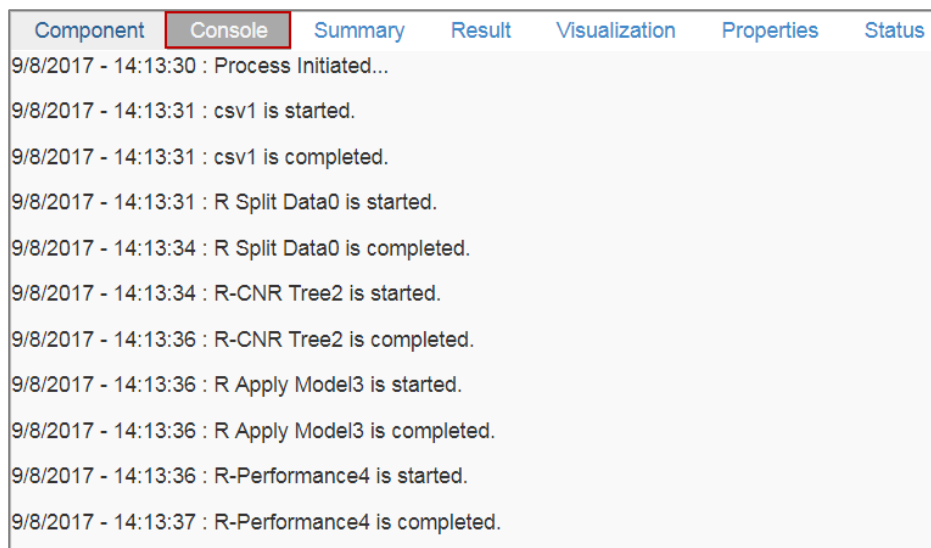 Component Console Summary Result Visualization Properties Status
9/8/2017 - 14:13:30 : Process Initiated...
9/8/2017 - 14:13:31 : csv1 is started.
9/8/2017 - 14:13:31 : csv1 is completed.
9/8/2017 - 14:13:31 : R Split Data0 is started.
9/8/2017 - 14:13:34 : R Split Data0 is completed.
9/8/2017 - 14:13:34 : R-CNR Tree2 is started.
9/8/2017 - 14:13:36 : R-CNR Tree2 is completed.
9/8/2017 - 14:13:36 : R Apply Model3 is started.
9/8/2017 - 14:13:36 : R Apply Model3 is completed.
9/8/2017 - 14:13:36 : R-Performance4 is started.
9/8/2017 - 14:13:37 : R-Performance4 is completed.